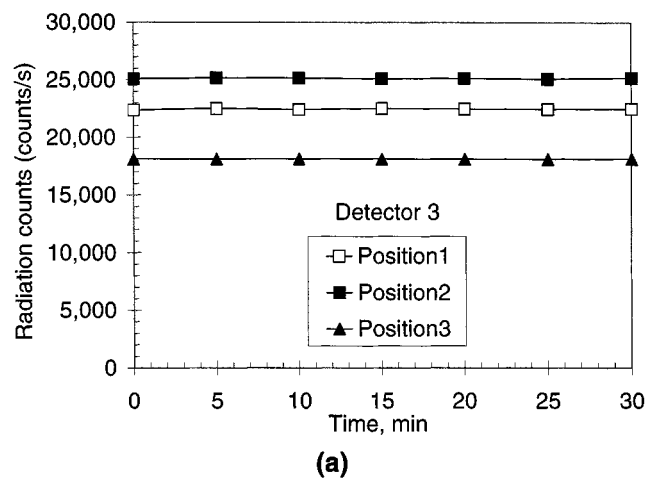 30,000
25,000
20,000
15,000
10,000
5,000
0
Radiation counts (counts/s)
Detector 3
Position1
Position2
Position3
0 5 10 15 20 25 30
Time, min
(a)